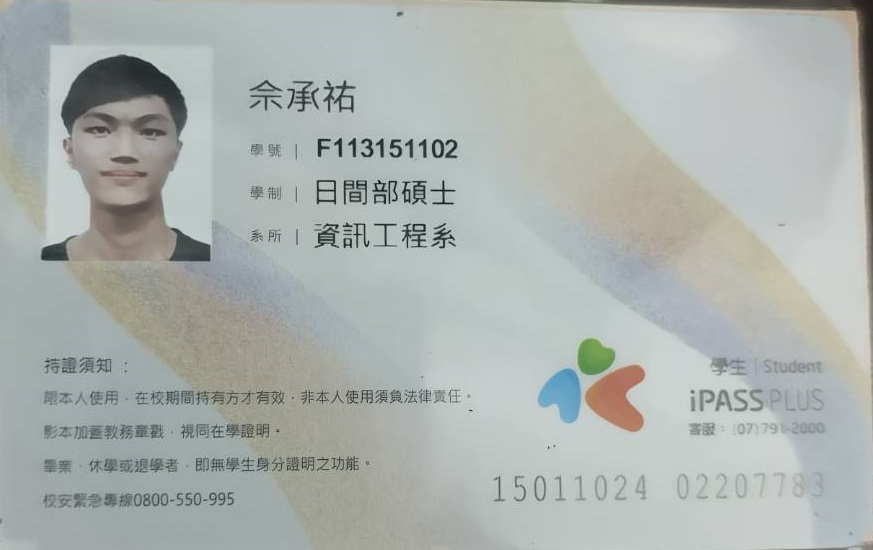 佘承祐
學號 | F113151102
學制 | 日間部碩士
系所 | 資訊工程系
持證須知：
限本人使用，在校期間持有方才有效，非本人使用須負法律責任。
影本加蓋教務章戳，視同在學證明。
畢業、休學或退學者，即無學生身分證明之功能。
校安緊急專線0800-550-995
學生 | Student
iPASS PLUS
客服：(07)791-2000
15011024 02207783